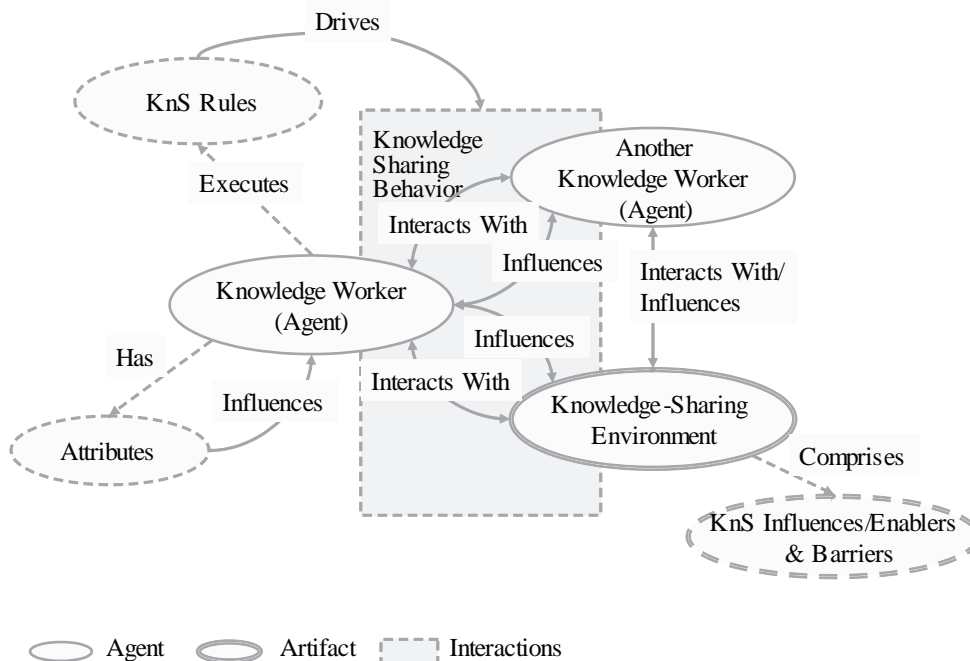 Drives
KnS Rules
Knowledge
Sharing
Behavior
Another
Knowledge Worker
(Agent)
Executes
Interacts With
Influences
Interacts With/
Influences
Knowledge Worker
(Agent)
Has
Influences
Interacts With
Influences
Knowledge-Sharing
Environment
Attributes
Comprises
KnS Influences/Enablers
& Barriers
Agent
Artifact
Interactions